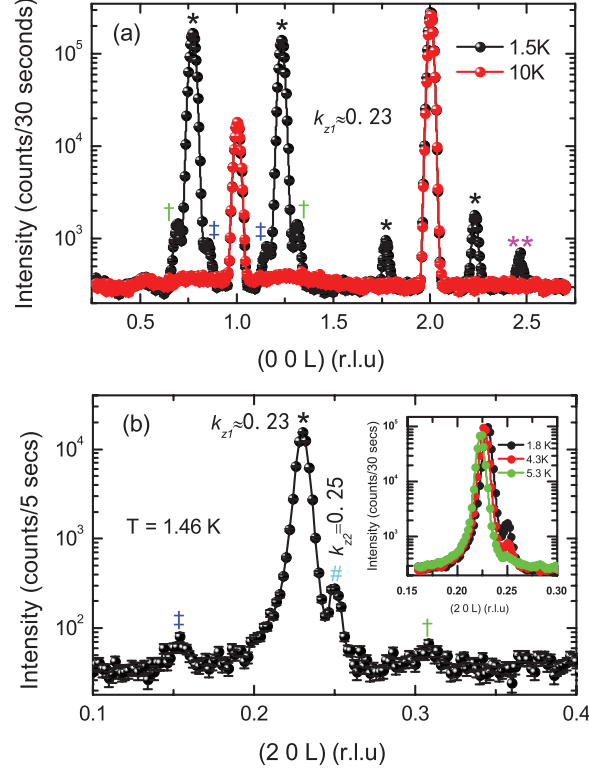 (a)
* * 1.5K
10K
k_z1≈0. 23
† ‡ ‡ † * * **
10^5
10^4
10^3
Intensity (counts/30 seconds)
0.5 1.0 1.5 2.0 2.5
(0 0 L) (r.l.u)
(b)
k_z1≈0. 23 *
k_z2=0. 25
#
T = 1.46 K
‡ †
10^4
10^3
10^2
Intensity (counts/5 secs)
0.1 0.2 0.3 0.4
(2 0 L) (r.l.u)
1.8 K
4.3K
5.3 K
10^5
10^4
10^3
Intensity (counts/30 secs)
0.15 0.20 0.25 0.30
(2 0 L) (r.l.u)